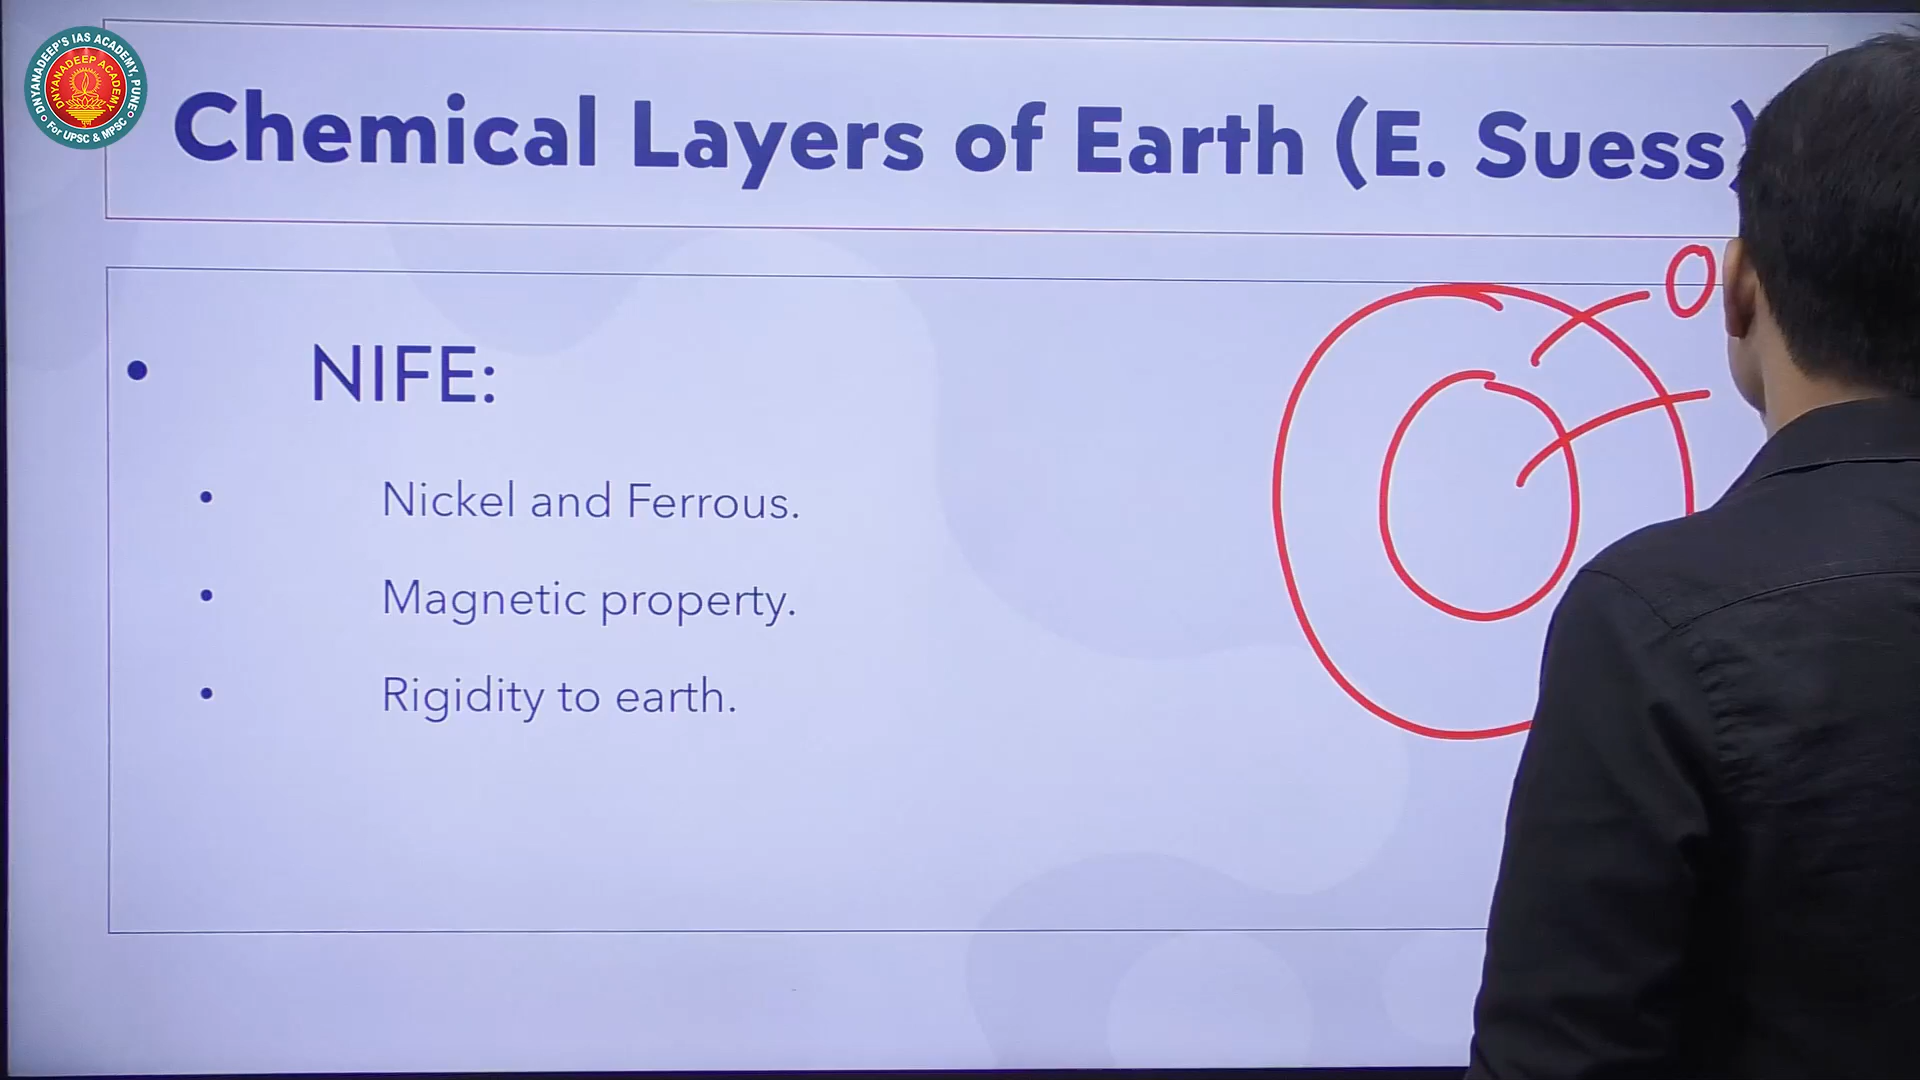 DNYANADEEP'S IAS ACADEMY, PUNE
DNYANADEEP ACADEMY
For UPSC & MPSC
Chemical Layers of Earth (E. Suess)
O
• NIFE:
• Nickel and Ferrous.
• Magnetic property.
• Rigidity to earth.